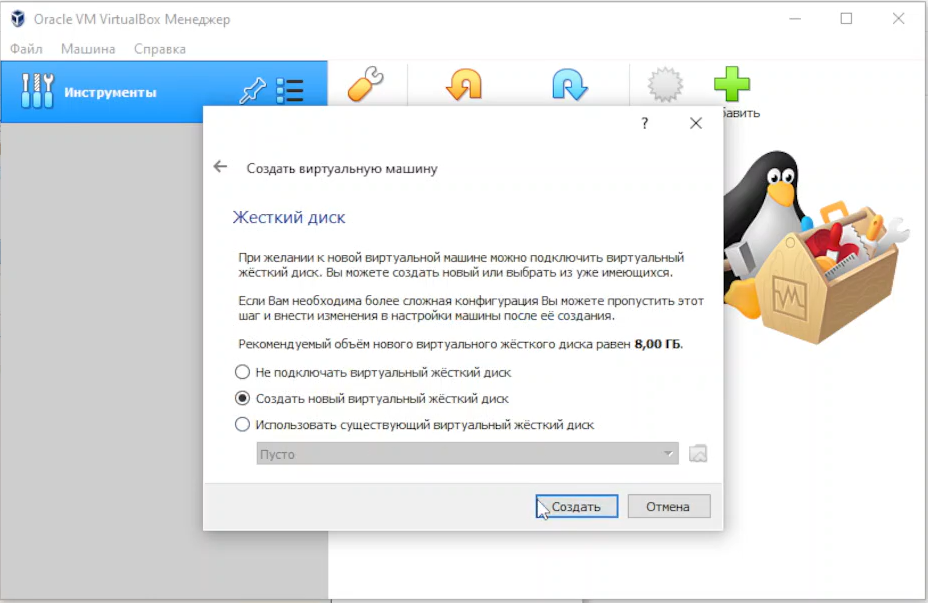 Oracle VM VirtualBox Менеджер
Файл Машина Справка
Инструменты
?
Создать виртуальную машину
Жесткий диск
При желании к новой виртуальной машине можно подключить виртуальный
жёсткий диск. Вы можете создать новый или выбрать из уже имеющихся.
Если Вам необходима более сложная конфигурация Вы можете пропустить этот
шаг и внести изменения в настройки машины после её создания.
Рекомендуемый объём нового виртуального жёсткого диска равен 8,00 ГБ.
Не подключать виртуальный жёсткий диск
Создать новый виртуальный жёсткий диск
Использовать существующий виртуальный жёсткий диск
Пусто
Создать Отмена